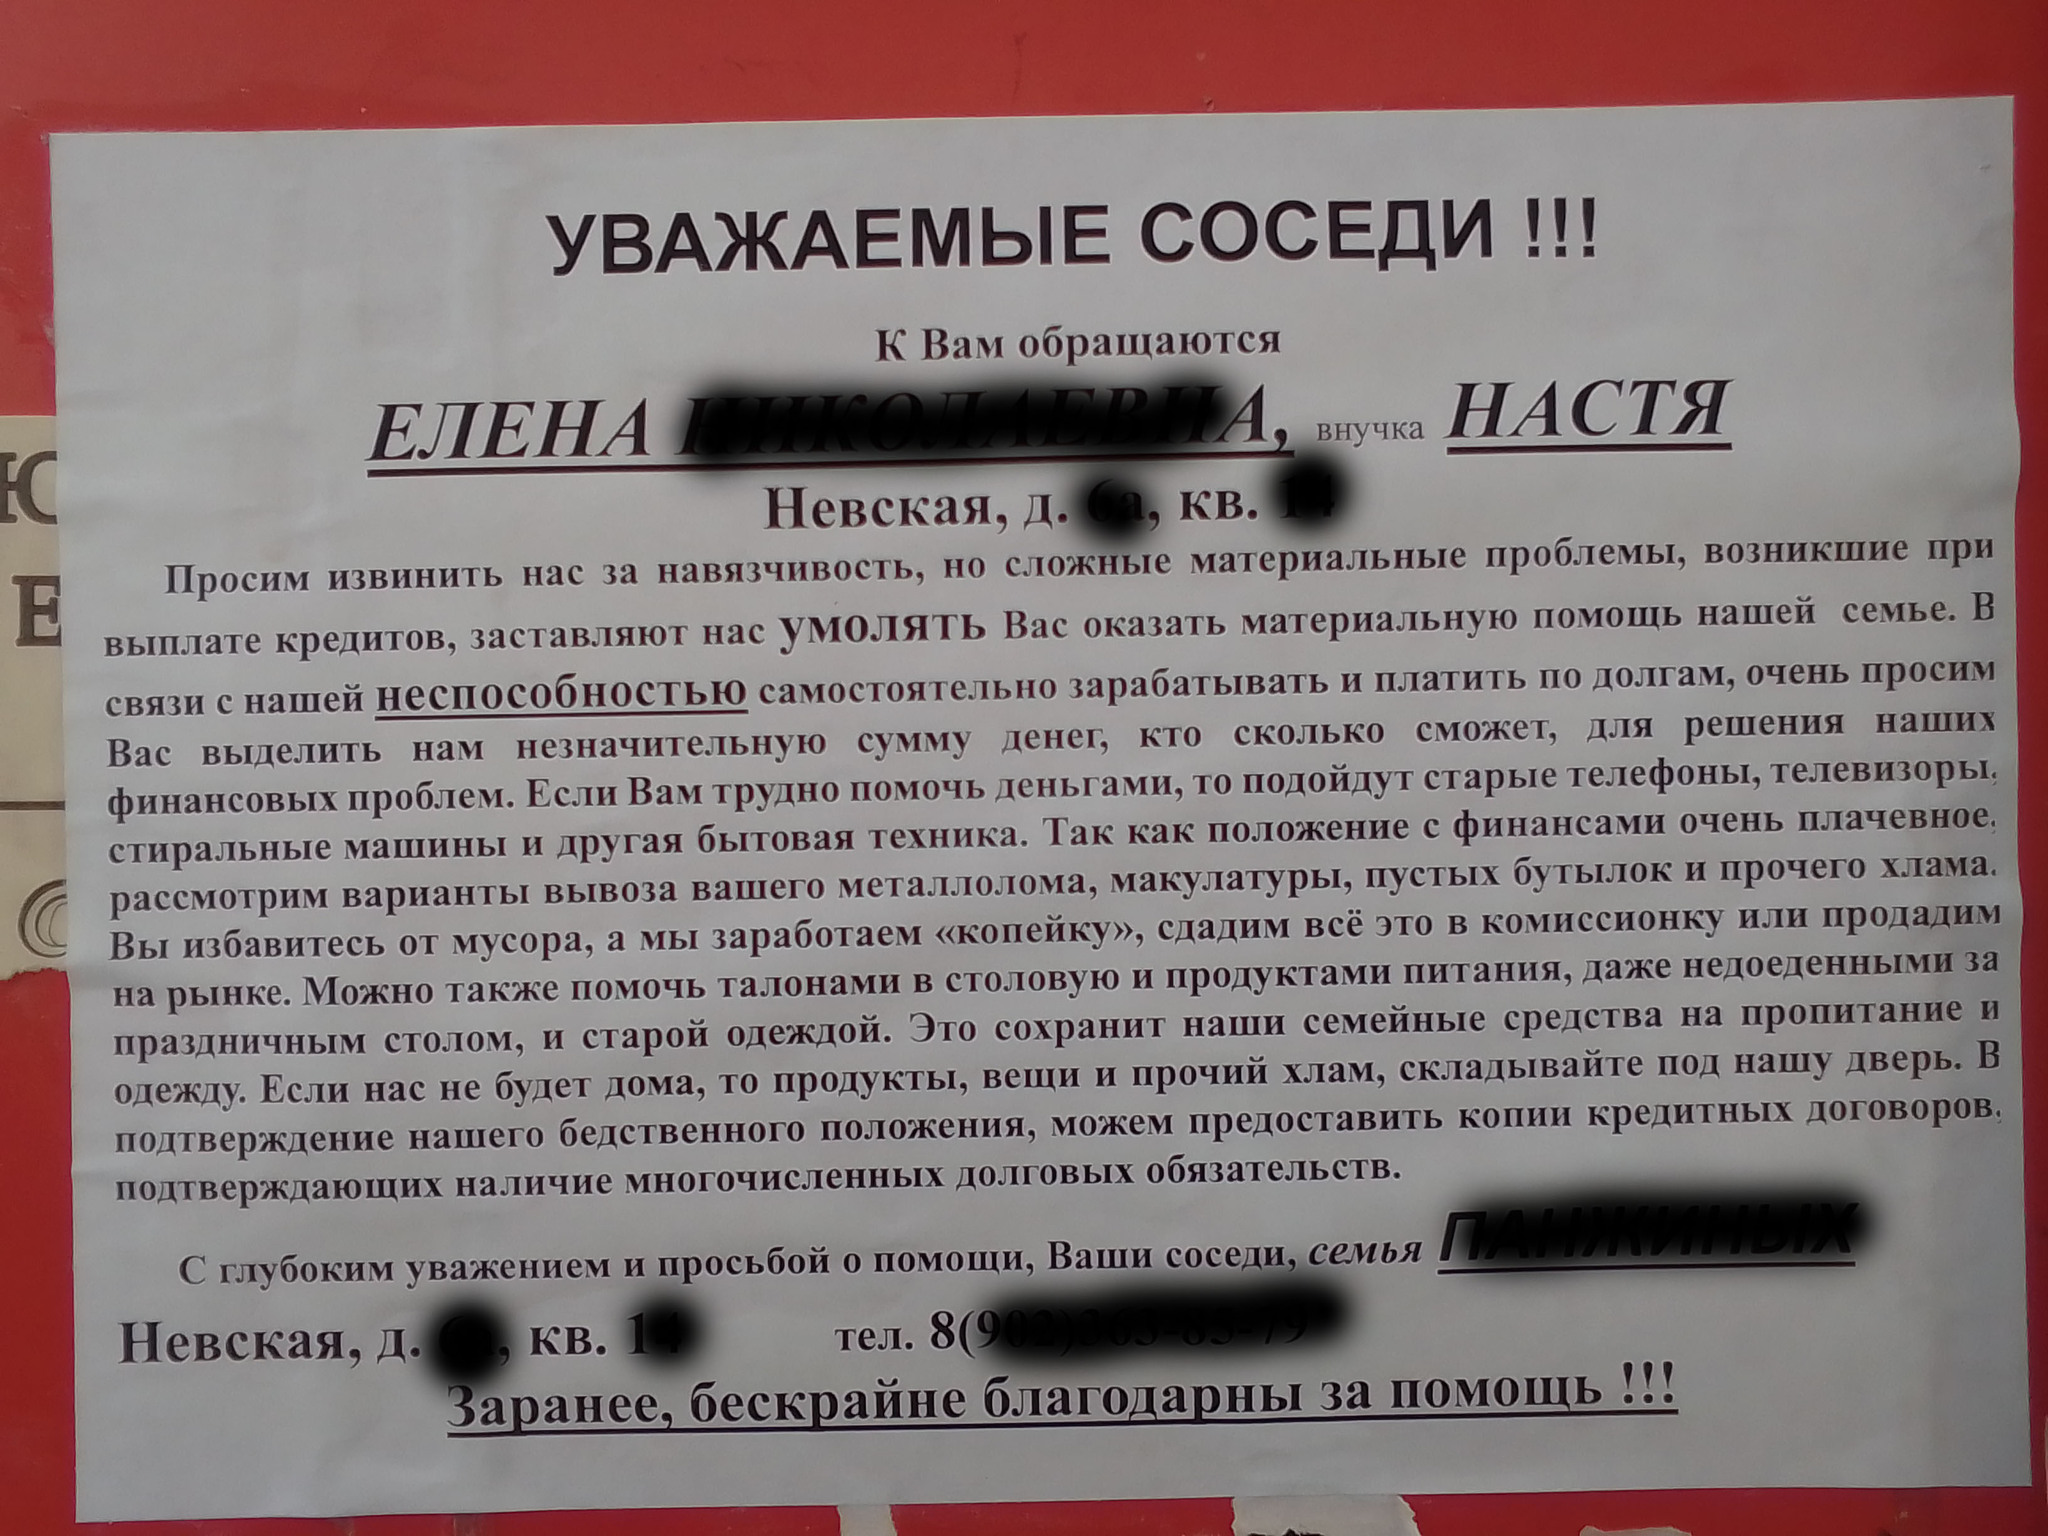 УВАЖАЕМЫЕ СОСЕДИ !!!
К Вам обращаются
ЕЛЕНА , внучка НАСТЯ
Невская, д. , кв.
Просим извинить нас за навязчивость, но сложные материальные проблемы, возникшие при
выплате кредитов, заставляют нас умолять Вас оказать материальную помощь нашей семье. В
связи с нашей неспособностью самостоятельно зарабатывать и платить по долгам, очень просим
Вас выделить нам незначительную сумму денег, кто сколько сможет, для решения наших
финансовых проблем. Если Вам трудно помочь деньгами, то подойдут старые телефоны, телевизоры,
стиральные машины и другая бытовая техника. Так как положение с финансами очень плачевное,
рассмотрим варианты вывоза вашего металлолома, макулатуры, пустых бутылок и прочего хлама.
Вы избавитесь от мусора, а мы заработаем «копейку», сдадим всё это в комиссионку или продадим
на рынке. Можно также помочь талонами в столовую и продуктами питания, даже недоеденными за
праздничным столом, и старой одеждой. Это сохранит наши семейные средства на пропитание и
одежду. Если нас не будет дома, то продукты, вещи и прочий хлам, складывайте под нашу дверь. В
подтверждение нашего бедственного положения, можем предоставить копии кредитных договоров,
подтверждающих наличие многочисленных долговых обязательств.
С глубоким уважением и просьбой о помощи, Ваши соседи, семья
Невская, д. , кв. тел.
Заранее, бескрайне благодарны за помощь !!!